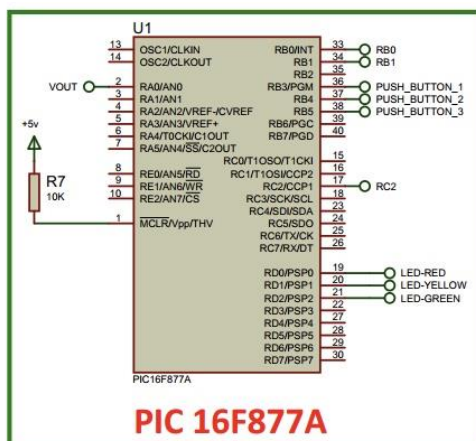 U1
13 OSC1/CLKIN
14 OSC2/CLKOUT
VOUT 2 RA0/AN0
3 RA1/AN1
4 RA2/AN2/VREF-/CVREF
5 RA3/AN3/VREF+
6 RA4/T0CKI/C1OUT
7 RA5/AN4/SS/C2OUT
8 RE0/AN5/RD
9 RE1/AN6/WR
10 RE2/AN7/CS
+5v
R7
10K
1 MCLR/Vpp/THV
RB0/INT 33 RB0
RB1 34 RB1
RB2 35
RB3/PGM 36 PUSH_BUTTON_1
RB4 37 PUSH_BUTTON_2
RB5 38 PUSH_BUTTON_3
RB6/PGC 39
RB7/PGD 40
RC0/T1OSO/T1CKI 15
RC1/T1OSI/CCP2 16
RC2/CCP1 17 RC2
RC3/SCK/SCL 18
RC4/SDI/SDA 23
RC5/SDO 24
RC6/TX/CK 25
RC7/RX/DT 26
RD0/PSP0 19 LED-RED
RD1/PSP1 20 LED-YELLOW
RD2/PSP2 21 LED-GREEN
RD3/PSP3 22
RD4/PSP4 27
RD5/PSP5 28
RD6/PSP6 29
RD7/PSP7 30
PIC16F877A
PIC 16F877A